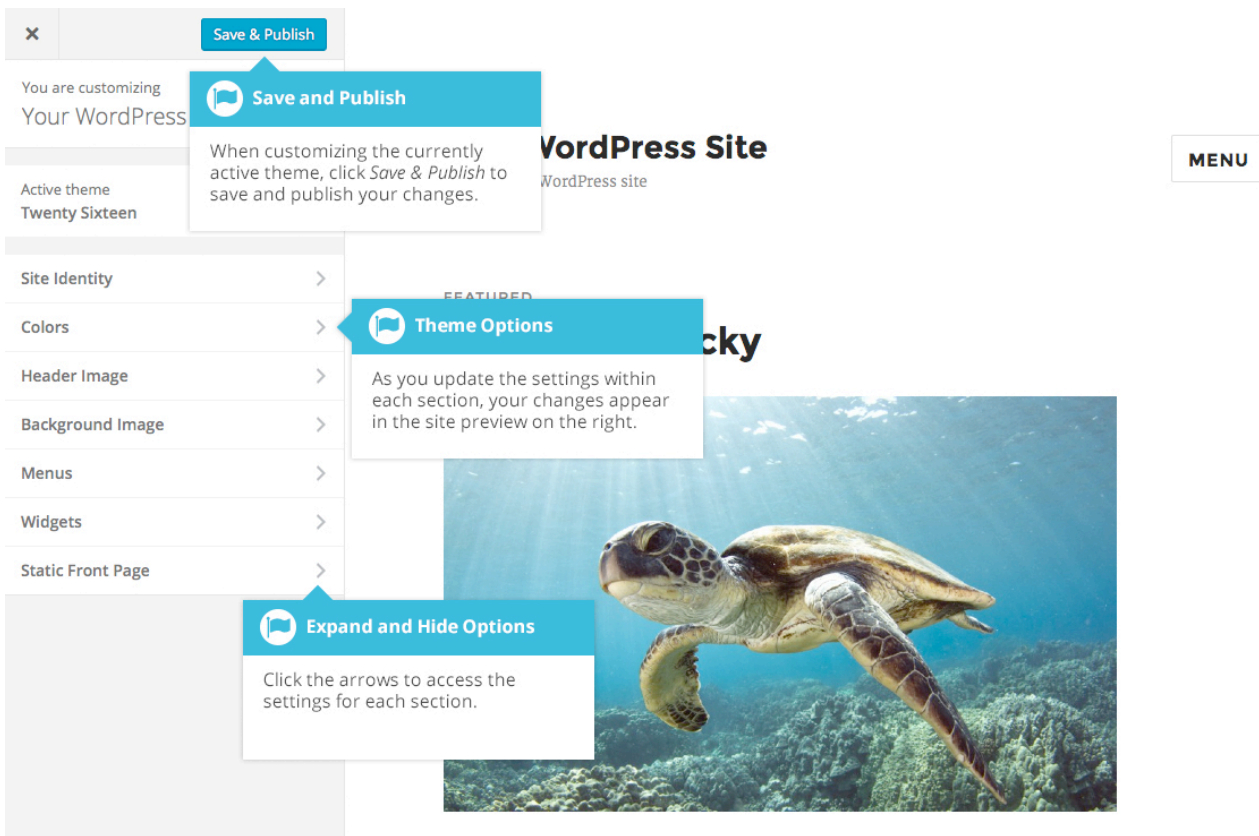 Save & Publish
You are customizing
Your WordPress
Active theme
Twenty Sixteen
Site Identity
Colors
Header Image
Background Image
Menus
Widgets
Static Front Page
Save and Publish
When customizing the currently
active theme, click Save & Publish to
save and publish your changes.
WordPress Site
WordPress site
MENU
FEATURED
cky
Theme Options
As you update the settings within
each section, your changes appear
in the site preview on the right.
Expand and Hide Options
Click the arrows to access the
settings for each section.